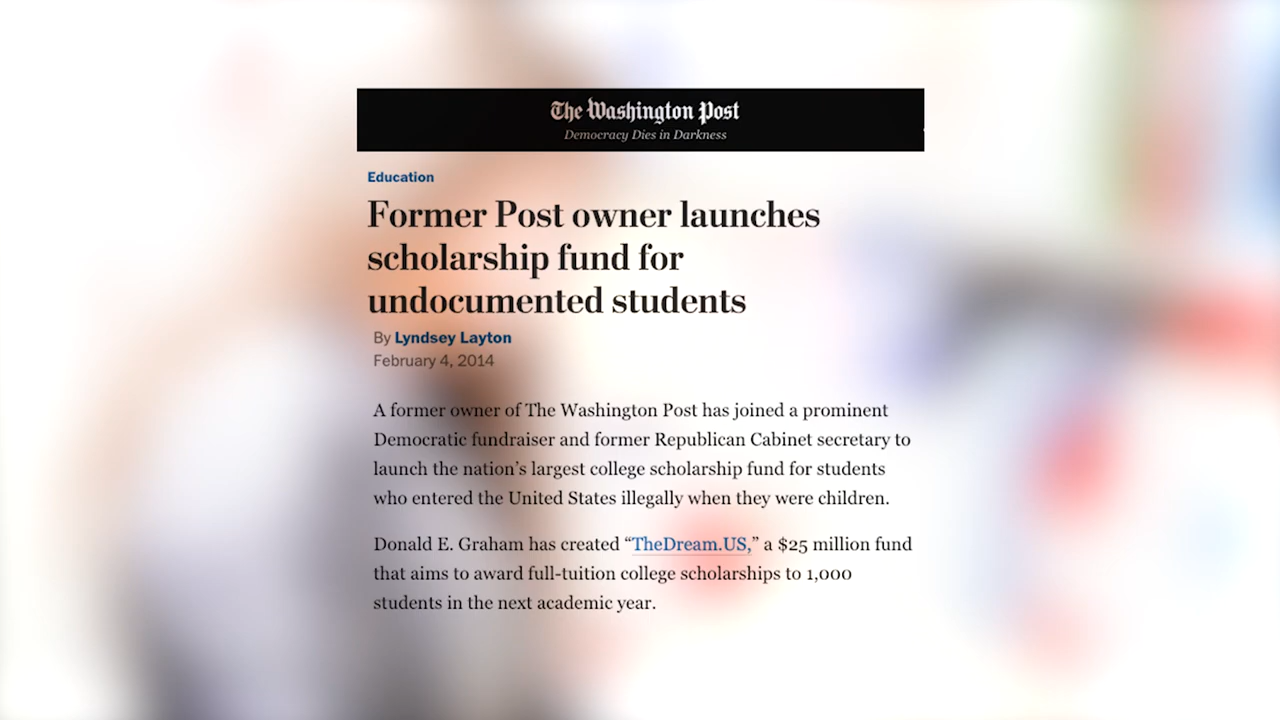 The Washington Post
Democracy Dies in Darkness
Education
Former Post owner launches
scholarship fund for
undocumented students
By Lyndsey Layton
February 4, 2014
A former owner of The Washington Post has joined a prominent
Democratic fundraiser and former Republican Cabinet secretary to
launch the nation’s largest college scholarship fund for students
who entered the United States illegally when they were children.
Donald E. Graham has created “TheDream.US,” a $25 million fund
that aims to award full-tuition college scholarships to 1,000
students in the next academic year.